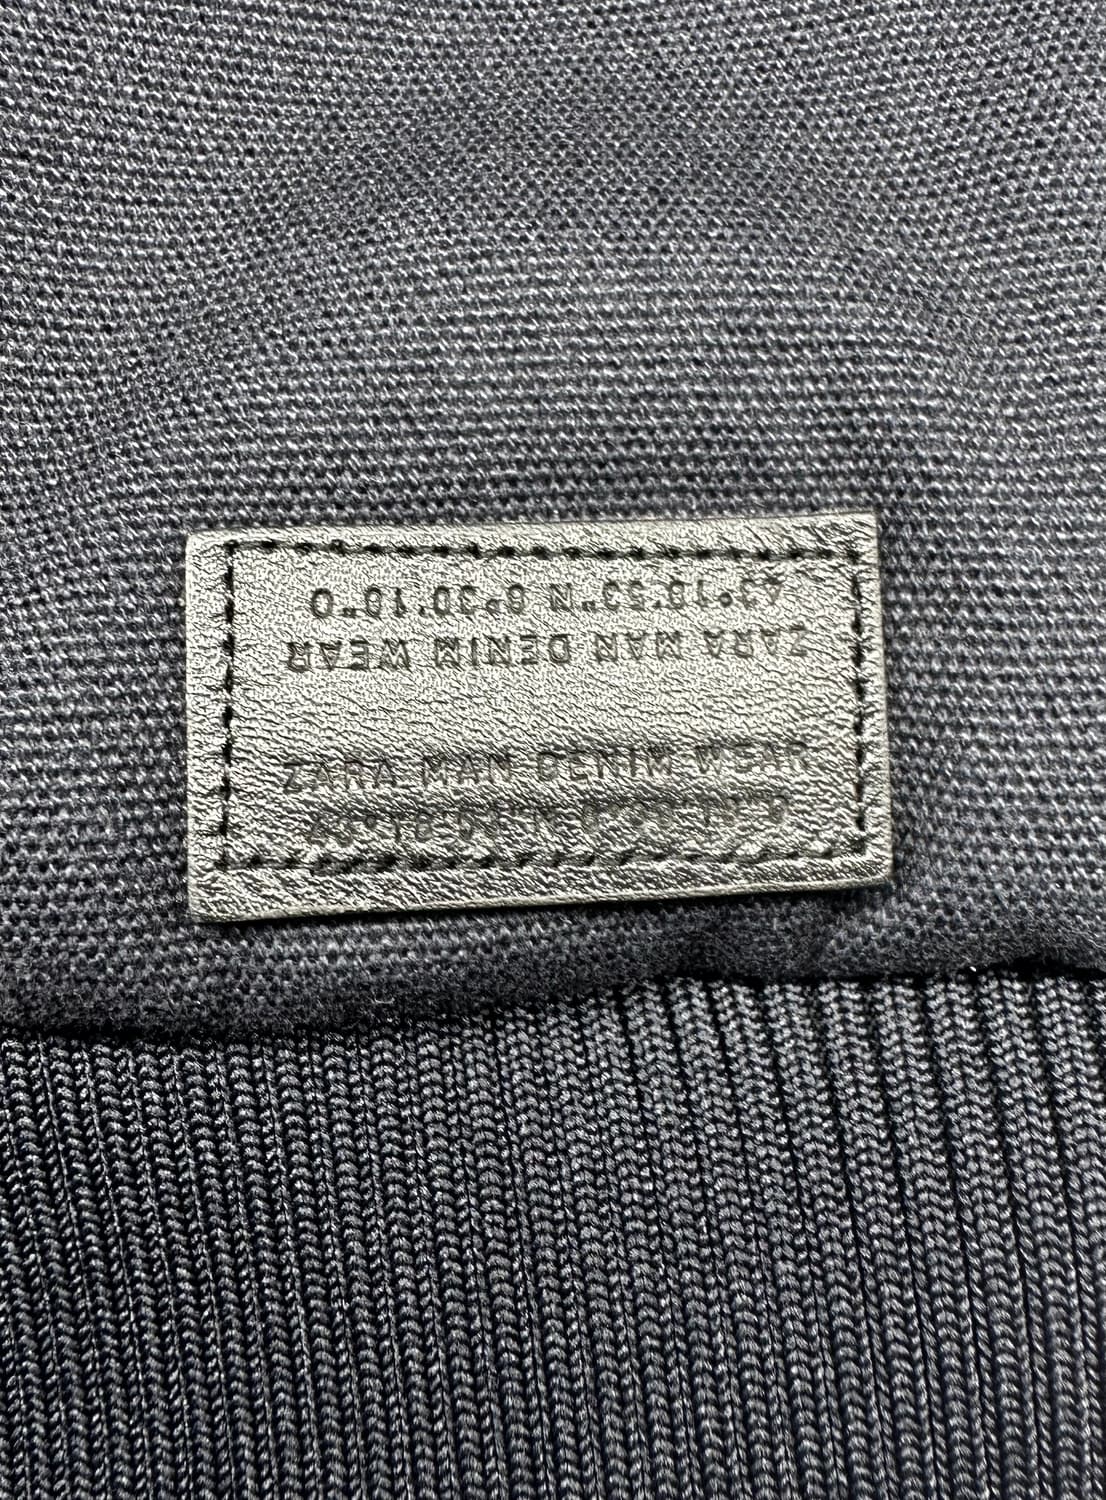 43°18'53"N 8°30'10"O
ZARA MAN DENIM WEAR
ZARA MAN DENIM WEAR